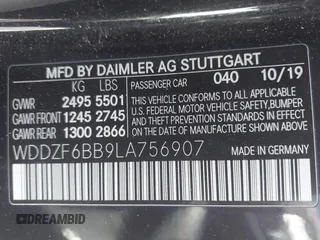 MFD BY DAIMLER AG STUTTGART
KG LBS PASSENGER CAR 040 10/19
GVWR 2495 5501
GAWR FRONT 1245 2745
GAWR REAR 1300 2866
THIS VEHICLE CONFORMS TO ALL APPLICABLE
U.S. FEDERAL MOTOR VEHICLE SAFETY, BUMPER,
AND THEFT PREVENTION STANDARDS IN
EFFECT ON THE DATE OF MANUFACTURE
SHOWN ABOVE.
WDDZF6BB9LA756907
MADE IN GERMANY
DREAMBID